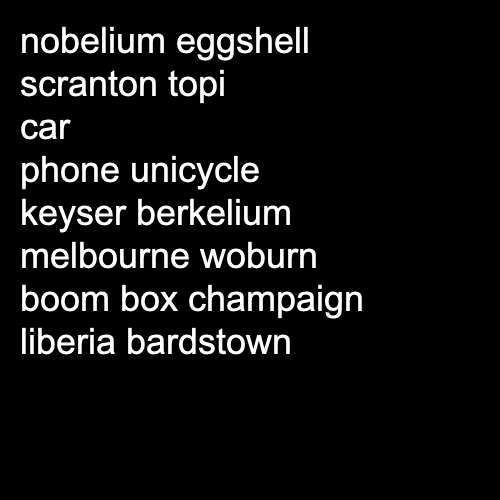 nobelium eggshell
scranton topi
car
phone unicycle
keyser berkelium
melbourne woburn
boom box champaign
liberia bardstown